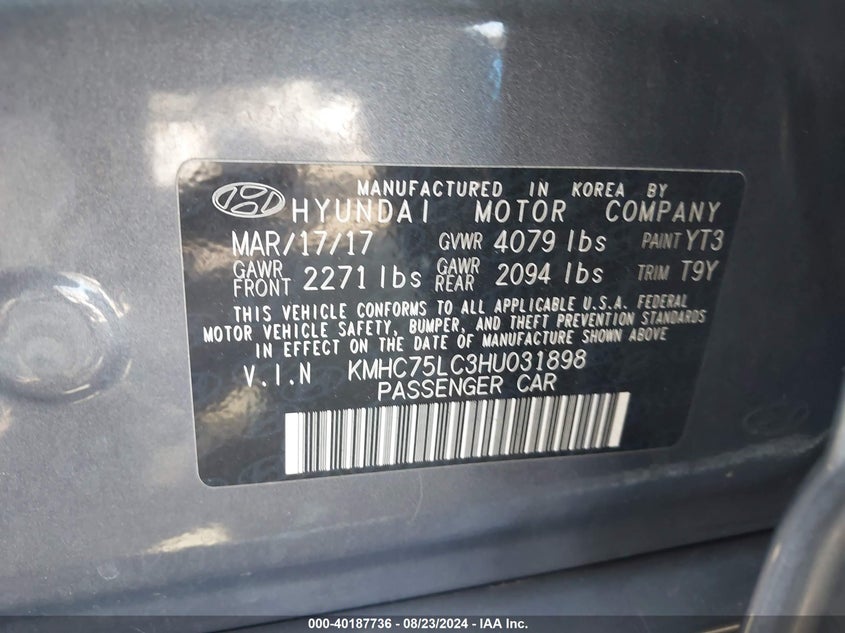 MANUFACTURED IN KOREA BY
HYUNDAI MOTOR COMPANY
MAR/17/17 GVWR 4079 lbs PAINT YT3
GAWR FRONT 2271 lbs GAWR REAR 2094 lbs TRIM T9Y
THIS VEHICLE CONFORMS TO ALL APPLICABLE U.S.A. FEDERAL
MOTOR VEHICLE SAFETY, BUMPER, AND THEFT PREVENTION STANDARDS
IN EFFECT ON THE DATE OF MANUFACTURE SHOWN ABOVE
V.I.N KMHC75LC3HU031898
PASSENGER CAR
000-40187736 - 08/23/2024 - IAA Inc.